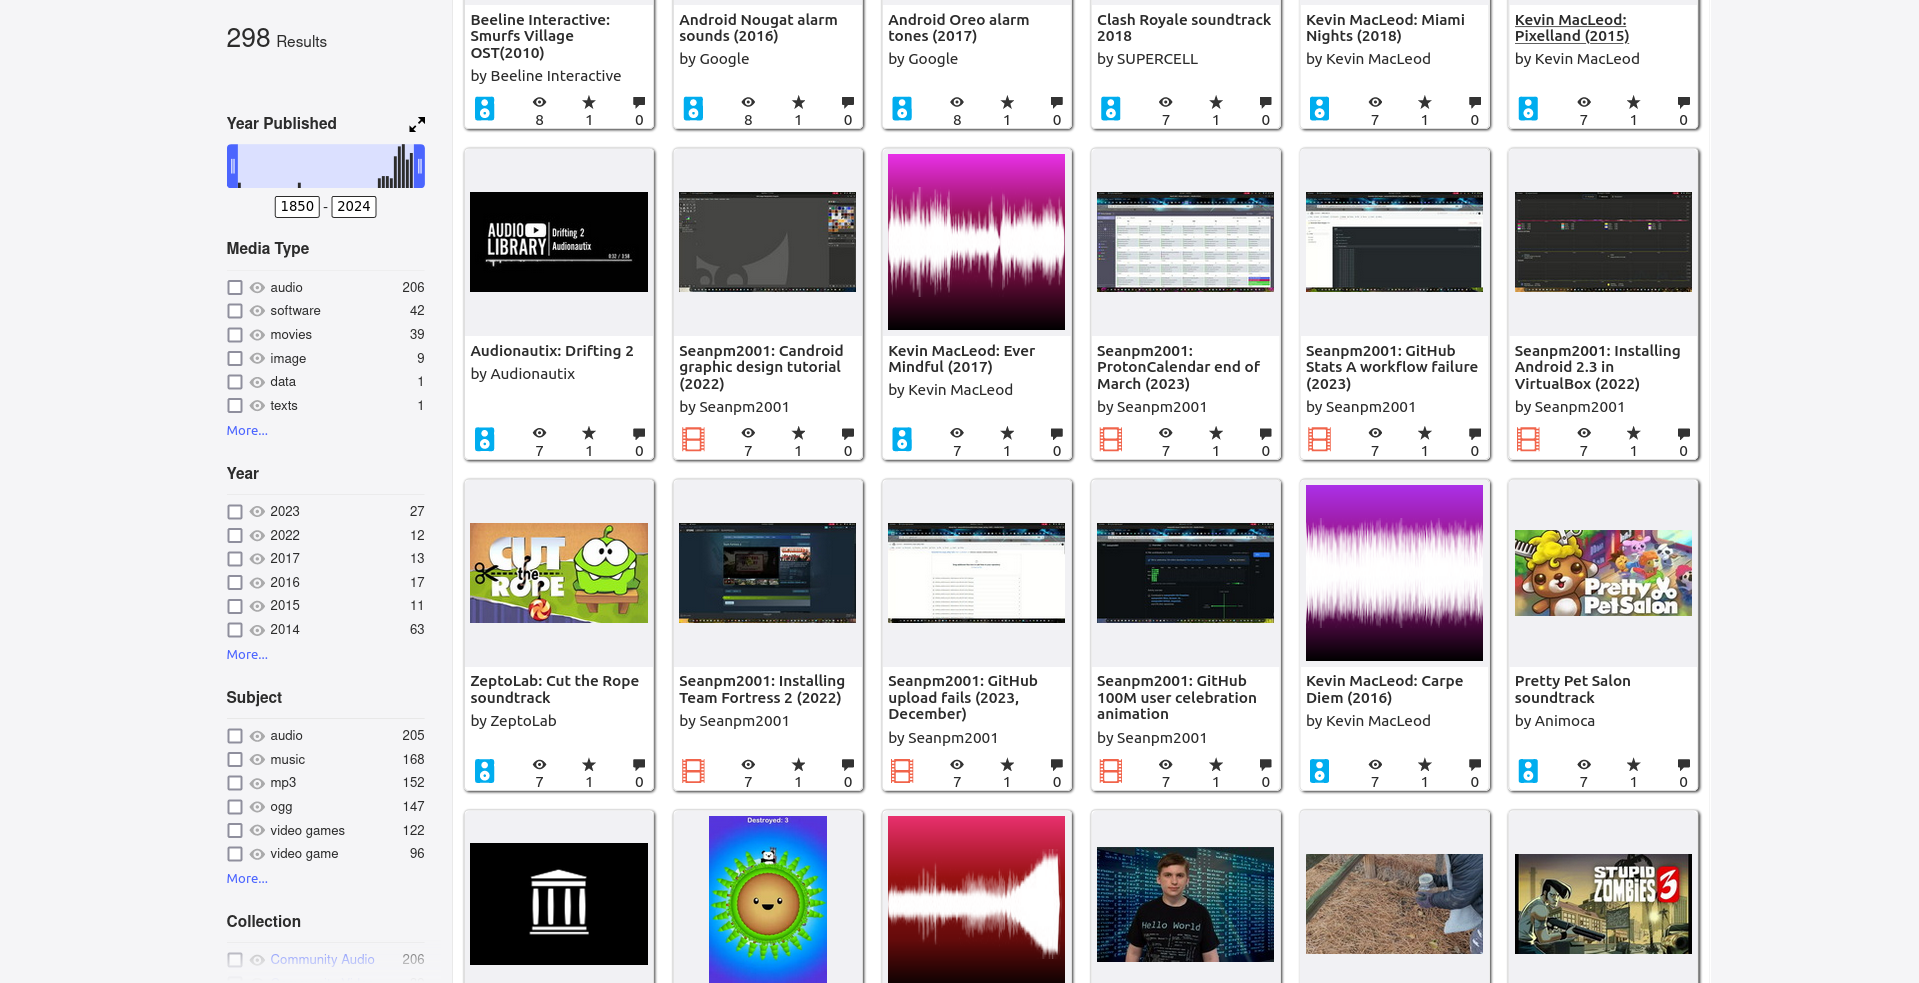 298 Results
Year Published
1850 - 2024
Media Type
audio 206
software 42
movies 39
image 9
data 1
texts 1
More...
Year
2023 27
2022 12
2017 13
2016 17
2015 11
2014 63
More...
Subject
audio 205
music 168
mp3 152
ogg 147
video games 122
video game 96
More...
Collection
Community Audio 206
Beeline Interactive:
Smurfs Village
OST(2010)
by Beeline Interactive
8 1 0
Android Nougat alarm
sounds (2016)
by Google
8 1 0
Android Oreo alarm
tones (2017)
by Google
8 1 0
Clash Royale soundtrack
2018
by SUPERCELL
7 1 0
Kevin MacLeod: Miami
Nights (2018)
by Kevin MacLeod
7 1 0
Kevin MacLeod:
Pixelland (2015)
by Kevin MacLeod
7 1 0
AUDIO
LIBRARY
Drifting 2
Audionautix
0:32 / 3:58
Audionautix: Drifting 2
by Audionautix
7 1 0
Seanpm2001: Candroid
graphic design tutorial
(2022)
by Seanpm2001
7 1 0
Kevin MacLeod: Ever
Mindful (2017)
by Kevin MacLeod
7 1 0
Seanpm2001:
ProtonCalendar end of
March (2023)
by Seanpm2001
7 1 0
Seanpm2001: GitHub
Stats A workflow failure
(2023)
by Seanpm2001
7 1 0
Seanpm2001: Installing
Android 2.3 in
VirtualBox (2022)
by Seanpm2001
7 1 0
CUT
the
ROPE
ZeptoLab: Cut the Rope
soundtrack
by ZeptoLab
7 1 0
Seanpm2001: Installing
Team Fortress 2 (2022)
by Seanpm2001
7 1 0
Seanpm2001: GitHub
upload fails (2023,
December)
by Seanpm2001
7 1 0
Seanpm2001: GitHub
100M user celebration
animation
by Seanpm2001
7 1 0
Kevin MacLeod: Carpe
Diem (2016)
by Kevin MacLeod
7 1 0
Pretty
Pet Salon
Pretty Pet Salon
soundtrack
by Animoca
7 1 0
Destroyed: 3
Hello World
STUPID
ZOMBIES 3